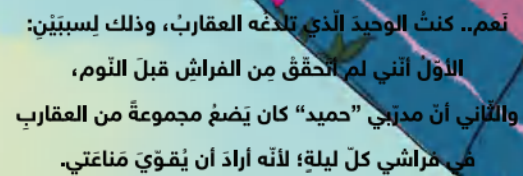 نَعم.. كنتُ الوحيدَ الّذي تلدغُه العقاربُ، وذلك لِسببَيْنِ:
الأوّلُ أنّني لم أتحقّقْ مِن الفراشِ قبلَ النّوم،
والثّاني أنّ مدرّبي "حميد" كان يَضعُ مجموعةً من العقاربِ
في فراشي كلّ ليلةٍ؛ لأنّه أرادَ أن يُقوّيَ مَناعَتي.